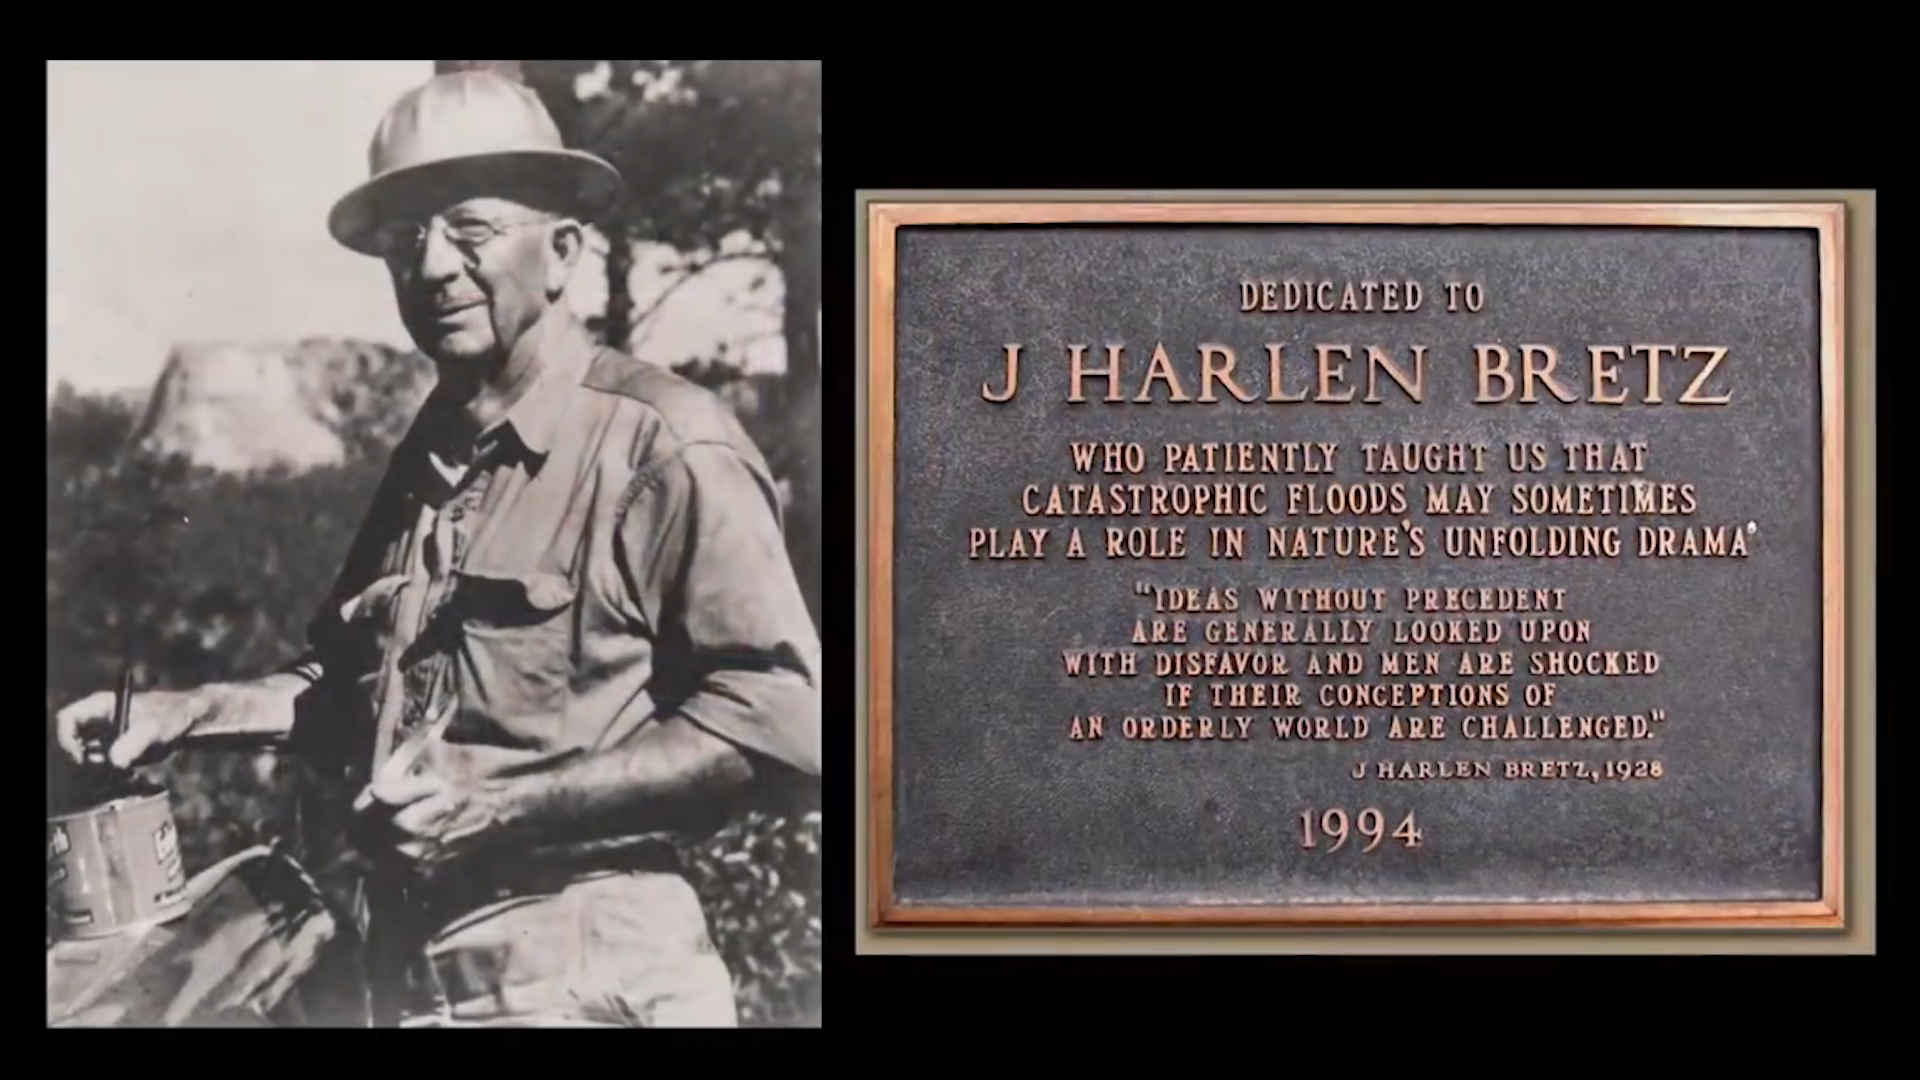 DEDICATED TO
J HARLEN BRETZ
WHO PATIENTLY TAUGHT US THAT
CATASTROPHIC FLOODS MAY SOMETIMES
PLAY A ROLE IN NATURE'S UNFOLDING DRAMA
"IDEAS WITHOUT PRECEDENT
ARE GENERALLY LOOKED UPON
WITH DISFAVOR AND MEN ARE SHOCKED
IF THEIR CONCEPTIONS OF
AN ORDERLY WORLD ARE CHALLENGED."
J HARLEN BRETZ, 1928
1994